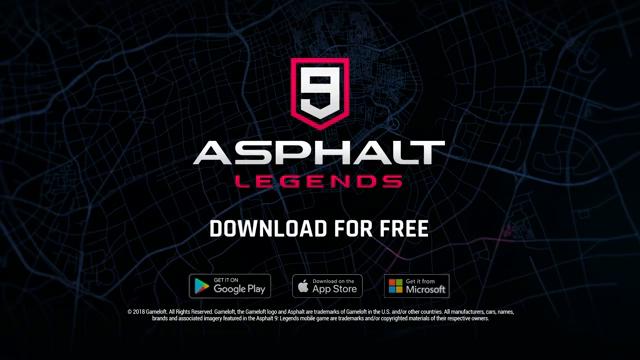 9
ASPHALT
LEGENDS
DOWNLOAD FOR FREE
GET IT ON
Google Play
Download on the
App Store
Get it from
Microsoft
© 2018 Gameloft. All Rights Reserved. Gameloft, the Gameloft logo and Asphalt are trademarks of Gameloft in the U.S. and/or other countries. All manufacturers, cars, names,
brands and associated imagery featured in the Asphalt 9: Legends mobile game are trademarks and/or copyrighted materials of their respective owners.